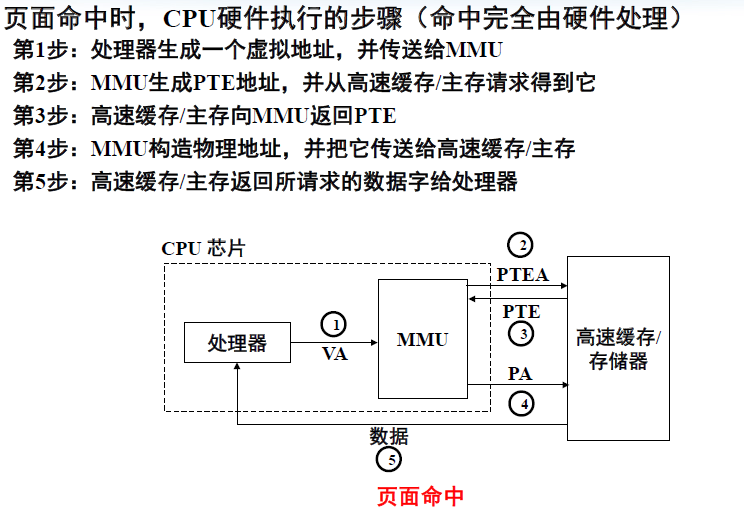 页面命中时，CPU硬件执行的步骤（命中完全由硬件处理）
第1步：处理器生成一个虚拟地址，并传送给MMU
第2步：MMU生成PTE地址，并从高速缓存/主存请求得到它
第3步：高速缓存/主存向MMU返回PTE
第4步：MMU构造物理地址，并把它传送给高速缓存/主存
第5步：高速缓存/主存返回所请求的数据字给处理器
CPU 芯片
2
PTEA
处理器
1
VA
MMU
PTE
3
高速缓存/
存储器
PA
4
数据
5
页面命中